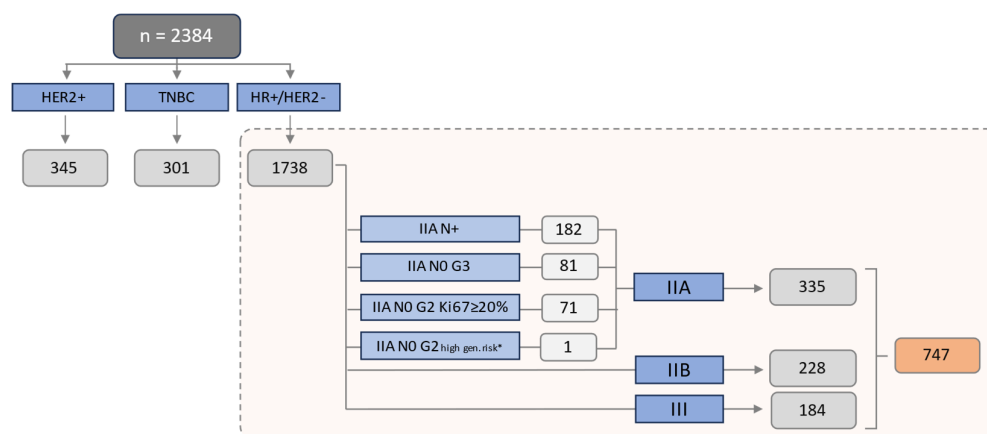 n = 2384
HER2+
TNBC
HR+/HER2-
345
301
1738
IIA N+
182
IIA N0 G3
81
IIA
335
IIA N0 G2 Ki67≥20%
71
IIA N0 G2 high gen.risk*
1
747
IIB
228
III
184